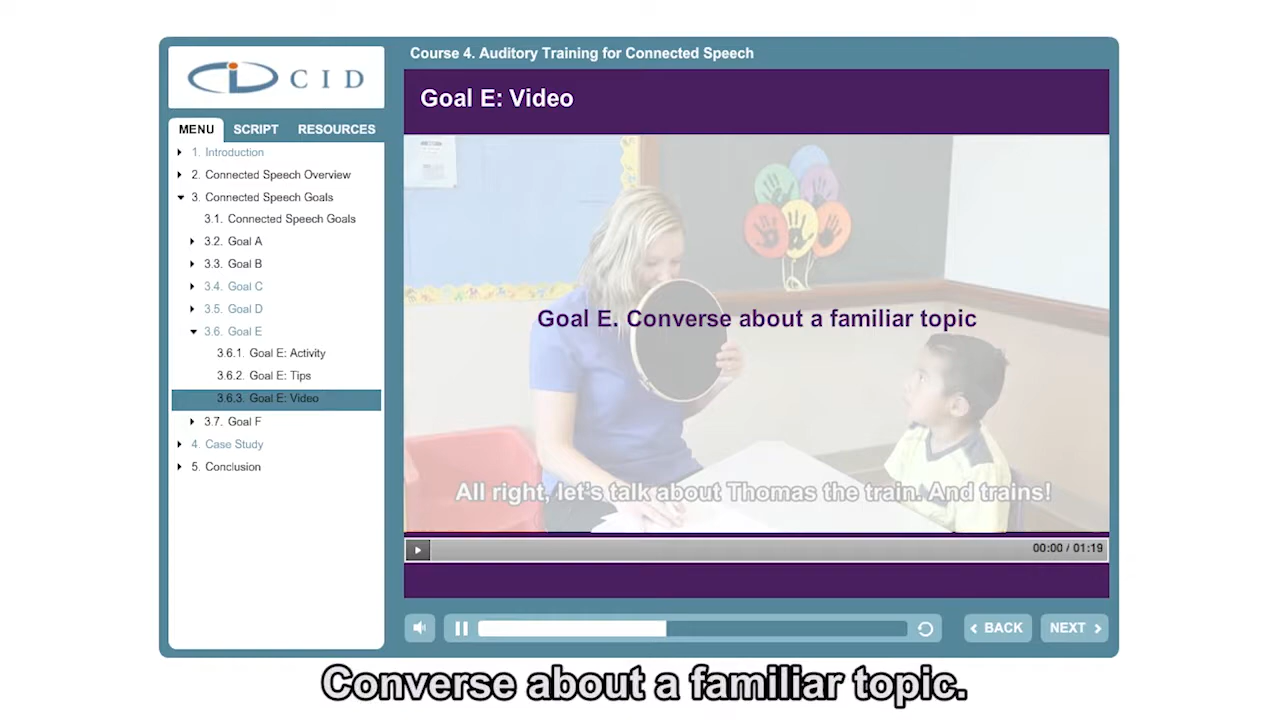 Course 4. Auditory Training for Connected Speech
CID
Goal E: Video
MENU
SCRIPT
RESOURCES
1. Introduction
2. Connected Speech Overview
3. Connected Speech Goals
3.1. Connected Speech Goals
3.2. Goal A
3.3. Goal B
3.4. Goal C
3.5. Goal D
3.6. Goal E
3.6.1. Goal E: Activity
3.6.2. Goal E: Tips
3.6.3. Goal E: Video
3.7. Goal F
4. Case Study
5. Conclusion
Goal E. Converse about a familiar topic
All right, let's talk about Thomas the train. And trains!
00:00 / 01:19
BACK
NEXT
Converse about a familiar topic.